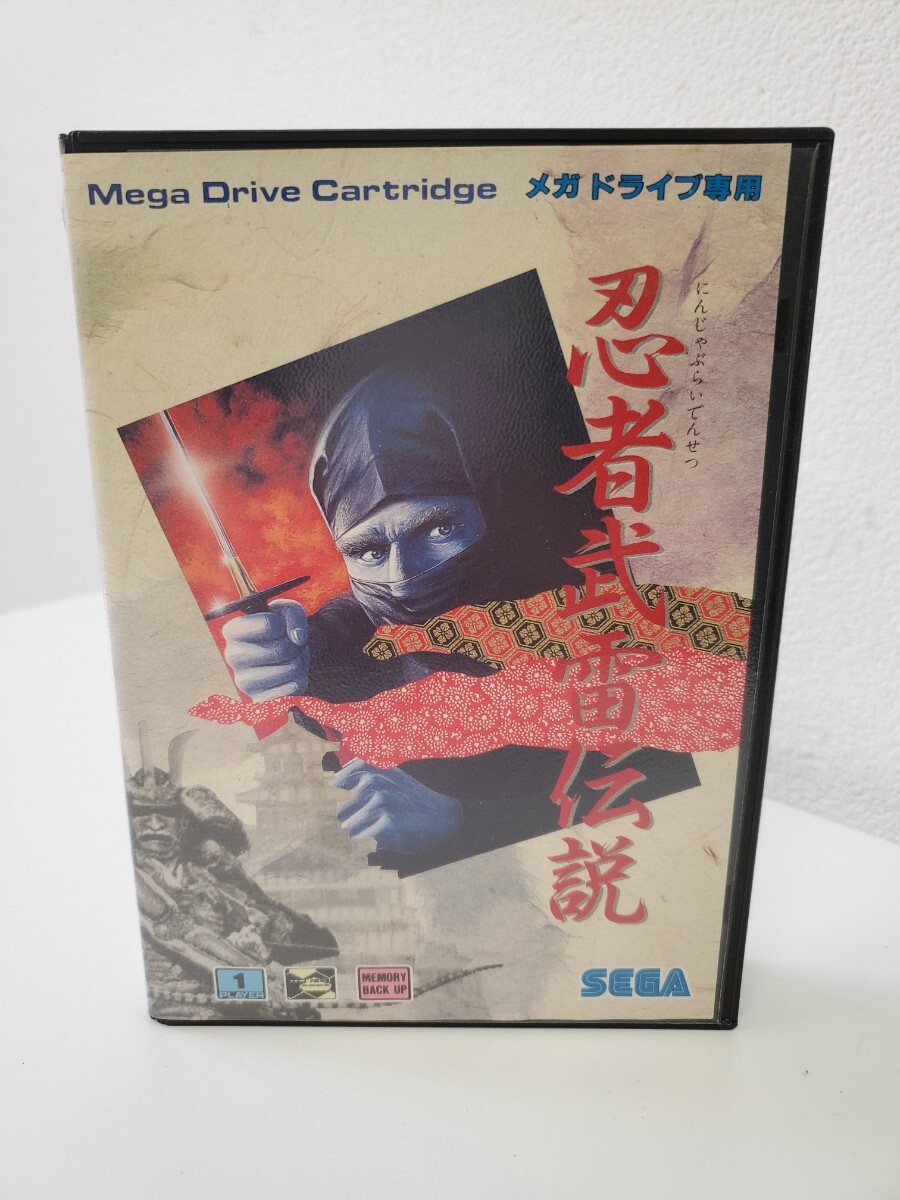 Mega Drive Cartridge
メガドライブ専用
忍者武雷伝説
にんじゃぶらいでんせつ
1
PLAYER
MEMORY
BACK UP
SEGA